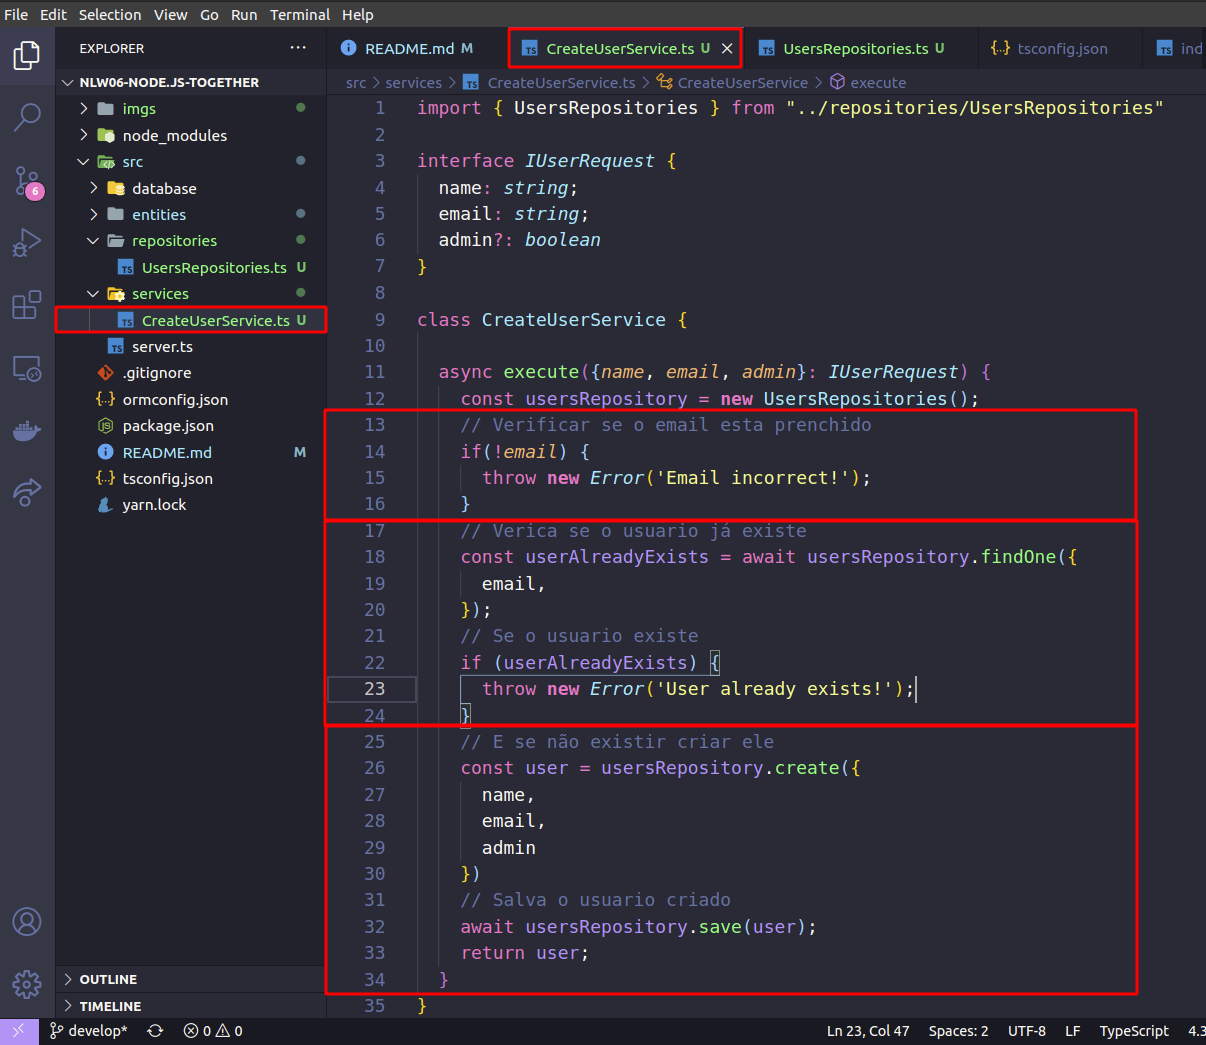 File Edit Selection View Go Run Terminal Help
EXPLORER ···
README.md M
CreateUserService.ts U
UsersRepositories.ts U
tsconfig.json
ind
NLW06-NODE.JS-TOGETHER
imgs
node_modules
src
database
entities
repositories
UsersRepositories.ts U
services
CreateUserService.ts U
server.ts
.gitignore
ormconfig.json
package.json
README.md M
tsconfig.json
yarn.lock
OUTLINE
TIMELINE
6
src > services > TS CreateUserService.ts > CreateUserService > execute
1 import { UsersRepositories } from "../repositories/UsersRepositories"
2
3 interface IUserRequest {
4 name: string;
5 email: string;
6 admin?: boolean
7 }
8
9 class CreateUserService {
10
11 async execute({name, email, admin}: IUserRequest) {
12 const usersRepository = new UsersRepositories();
13 // Verificar se o email esta prenchido
14 if(!email) {
15 throw new Error('Email incorrect!');
16 }
17 // Verica se o usuario já existe
18 const userAlreadyExists = await usersRepository.findOne({
19 email,
20 });
21 // Se o usuario existe
22 if (userAlreadyExists) {
23 throw new Error('User already exists!');
24 }
25 // E se não existir criar ele
26 const user = usersRepository.create({
27 name,
28 email,
29 admin
30 })
31 // Salva o usuario criado
32 await usersRepository.save(user);
33 return user;
34 }
35 }
develop* 0 0 Ln 23, Col 47 Spaces: 2 UTF-8 LF TypeScript 4.3